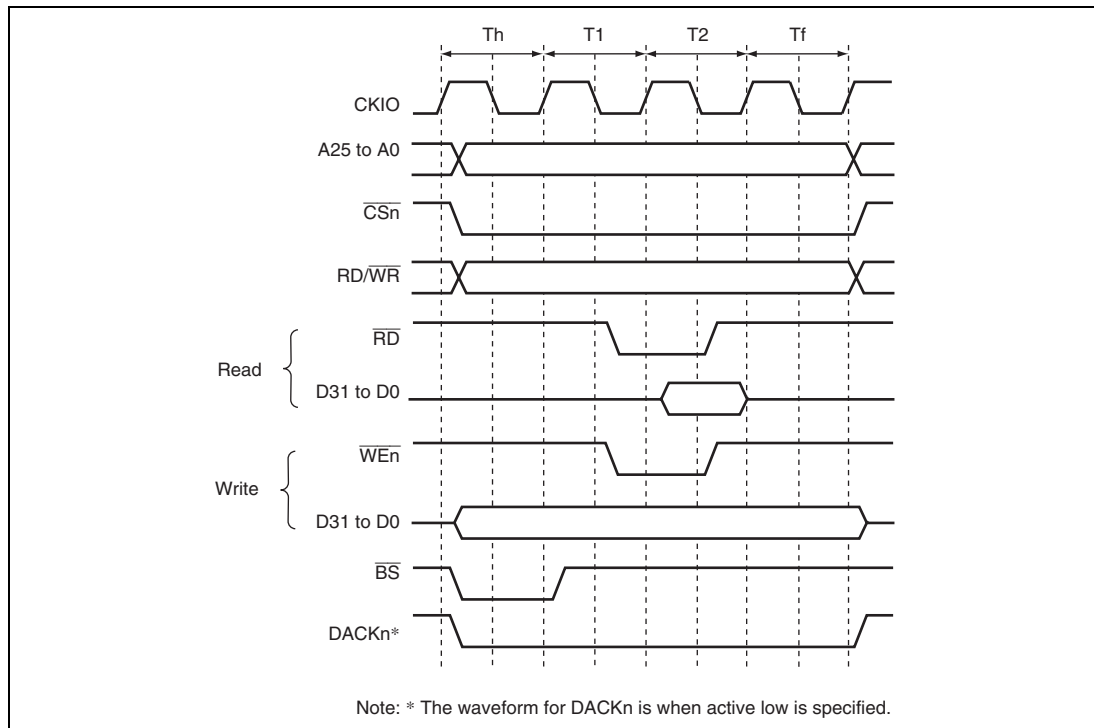 Th T1 T2 Tf
CKIO
A25 to A0
CSn
RD/WR
RD
Read
D31 to D0
WEn
Write
D31 to D0
BS
DACKn*
Note: * The waveform for DACKn is when active low is specified.